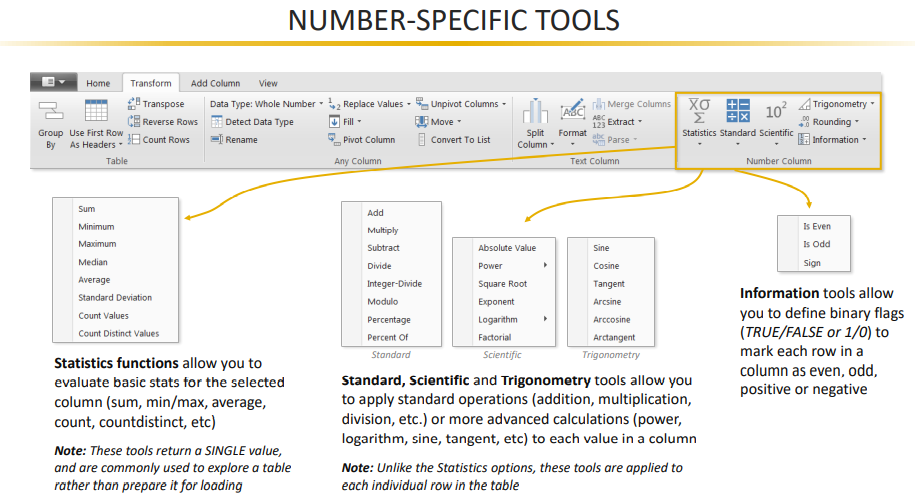 NUMBER-SPECIFIC TOOLS
Home Transform Add Column View
Group By
Use First Row As Headers
Transpose
Reverse Rows
Count Rows
Table
Data Type: Whole Number
Detect Data Type
Rename
Replace Values
Fill
Pivot Column
Unpivot Columns
Move
Convert To List
Any Column
Split Column
Format
ABC
Merge Columns
ABC 123 Extract
abc Parse
Text Column
XσΣ
Statistics
Standard
10²
Scientific
Trigonometry
.00 Rounding
Information
Number Column
Sum
Minimum
Maximum
Median
Average
Standard Deviation
Count Values
Count Distinct Values
Statistics functions allow you to
evaluate basic stats for the selected
column (sum, min/max, average,
count, countdistinct, etc)
Note: These tools return a SINGLE value,
and are commonly used to explore a table
rather than prepare it for loading
Add
Multiply
Subtract
Divide
Integer-Divide
Modulo
Percentage
Percent Of
Standard
Absolute Value
Power
Square Root
Exponent
Logarithm
Factorial
Scientific
Sine
Cosine
Tangent
Arcsine
Arccosine
Arctangent
Trigonometry
Standard, Scientific and Trigonometry tools allow you
to apply standard operations (addition, multiplication,
division, etc.) or more advanced calculations (power,
logarithm, sine, tangent, etc) to each value in a column
Note: Unlike the Statistics options, these tools are applied to
each individual row in the table
Is Even
Is Odd
Sign
Information tools allow
you to define binary flags
(TRUE/FALSE or 1/0) to
mark each row in a
column as even, odd,
positive or negative